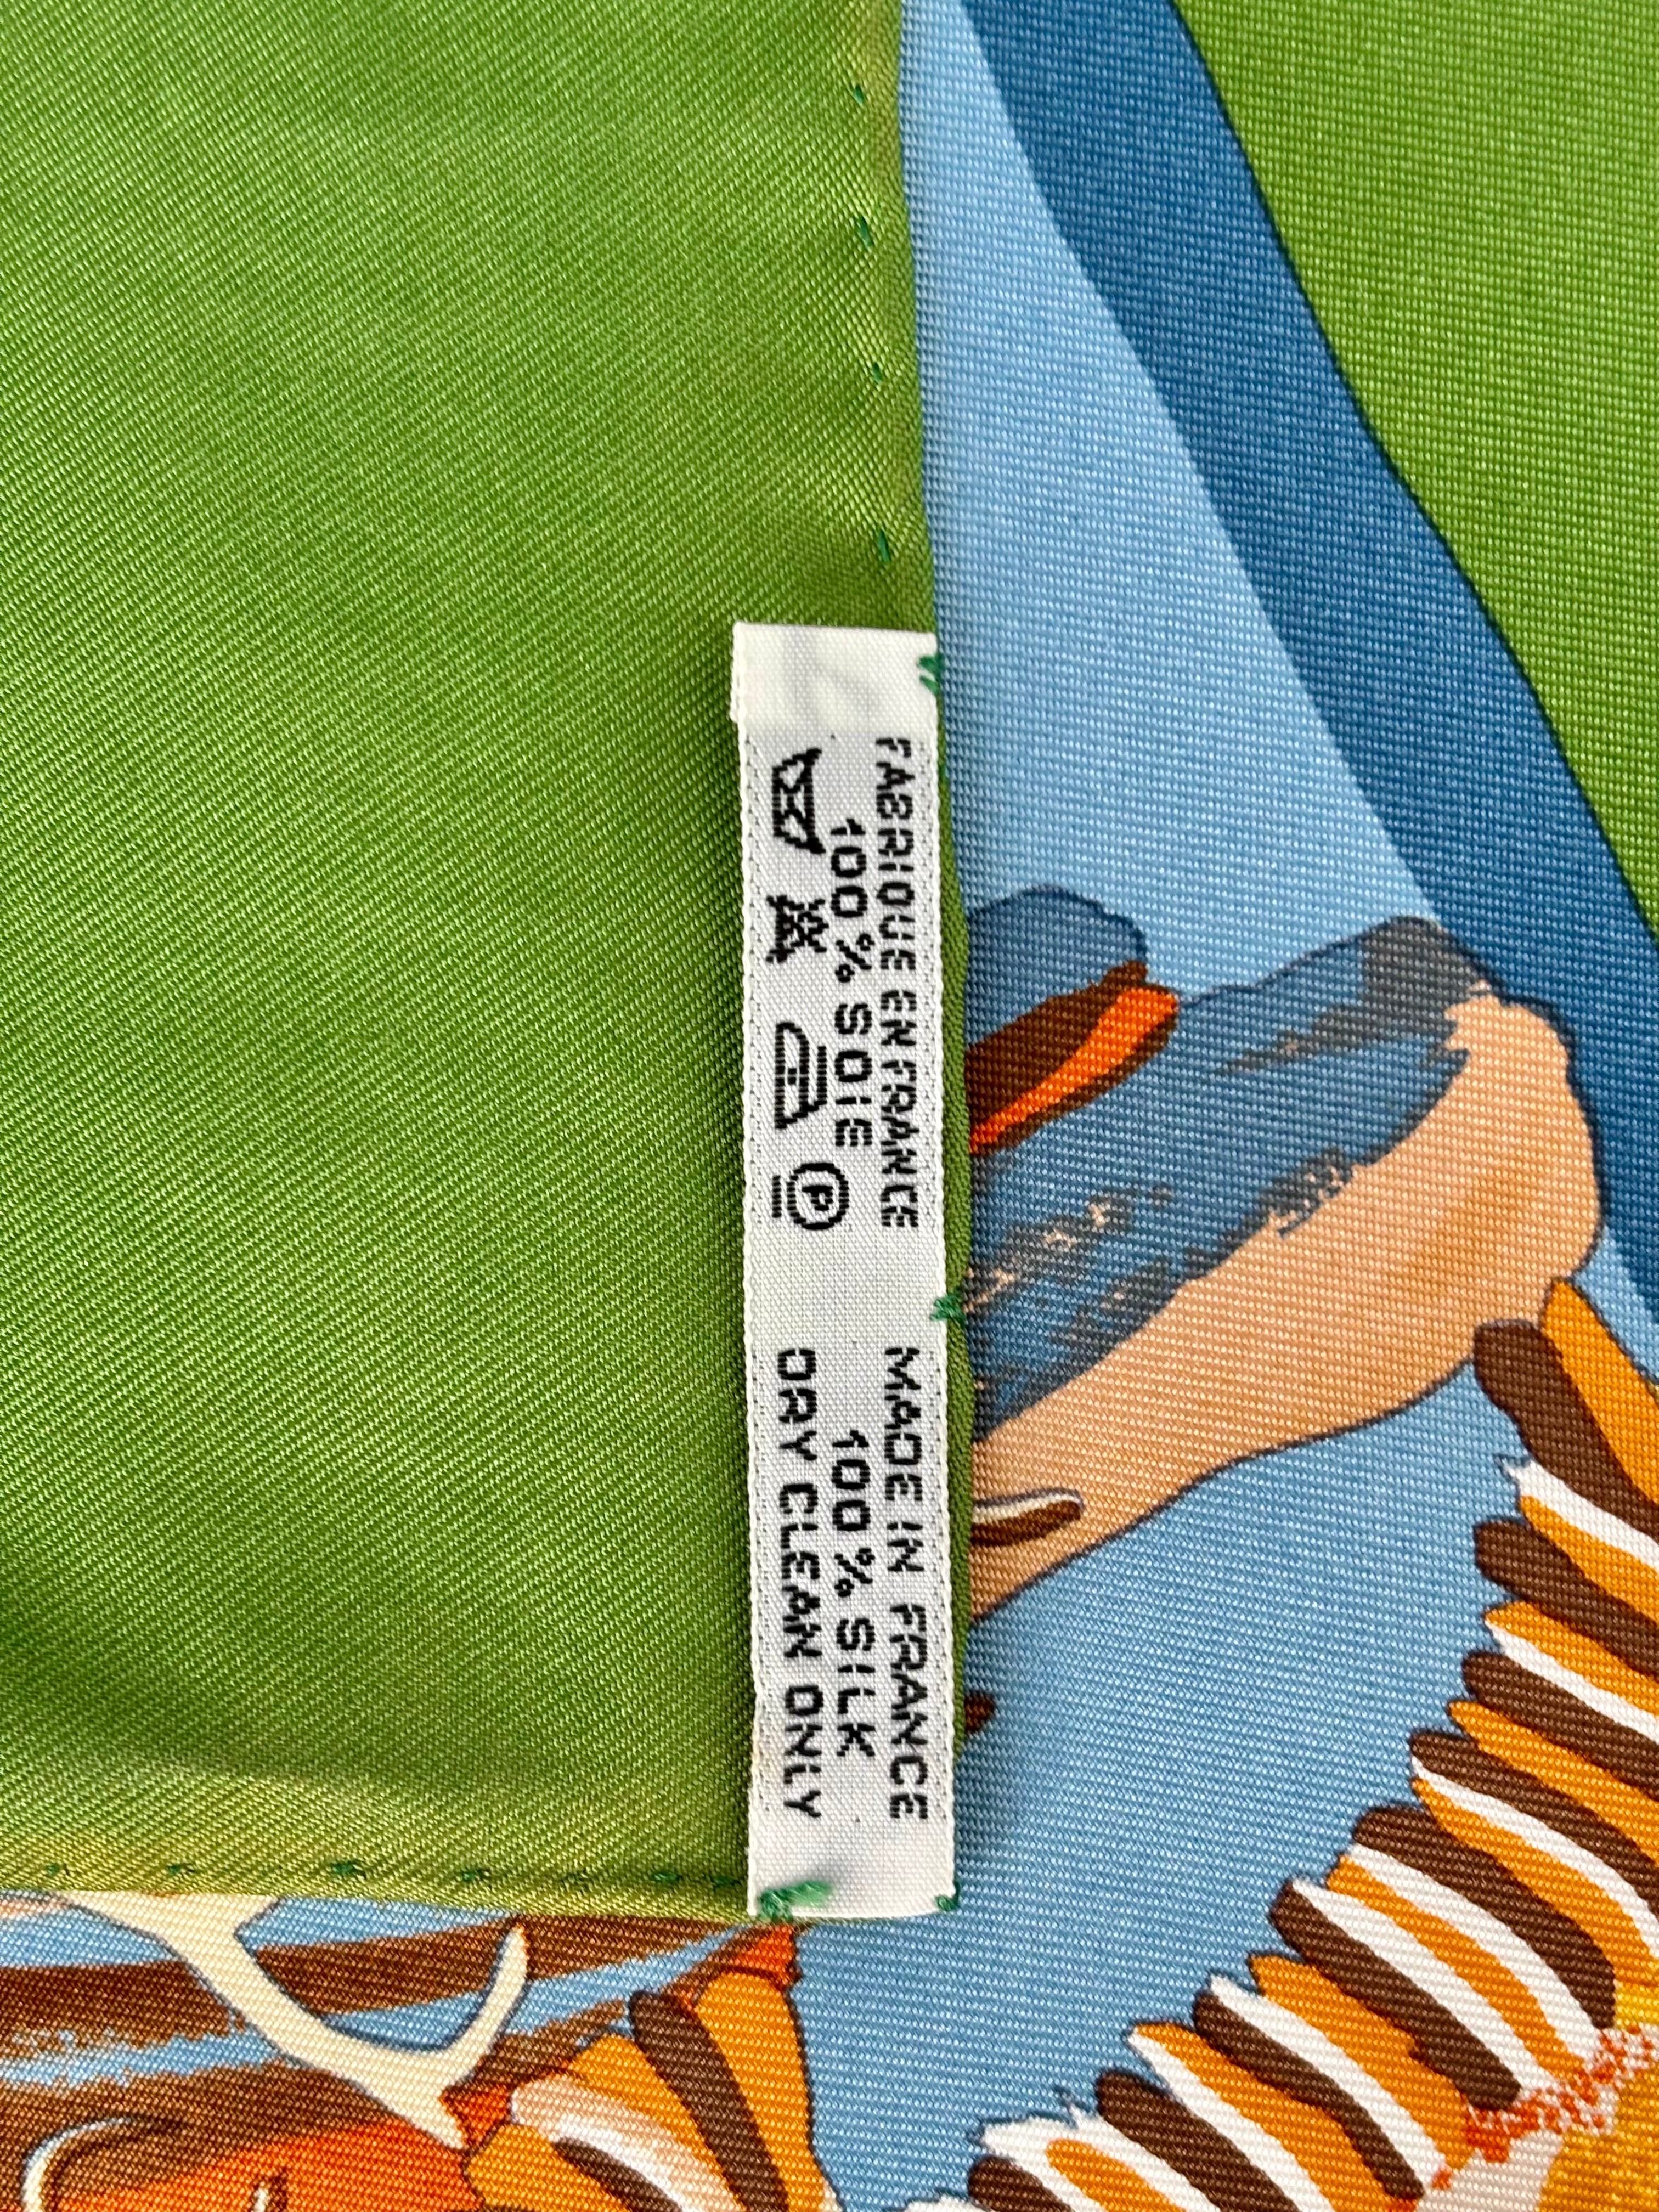 FABRIQUE EN FRANCE
100 % SOIE
P
MADE IN FRANCE
100 % SILK
DRY CLEAN ONLY